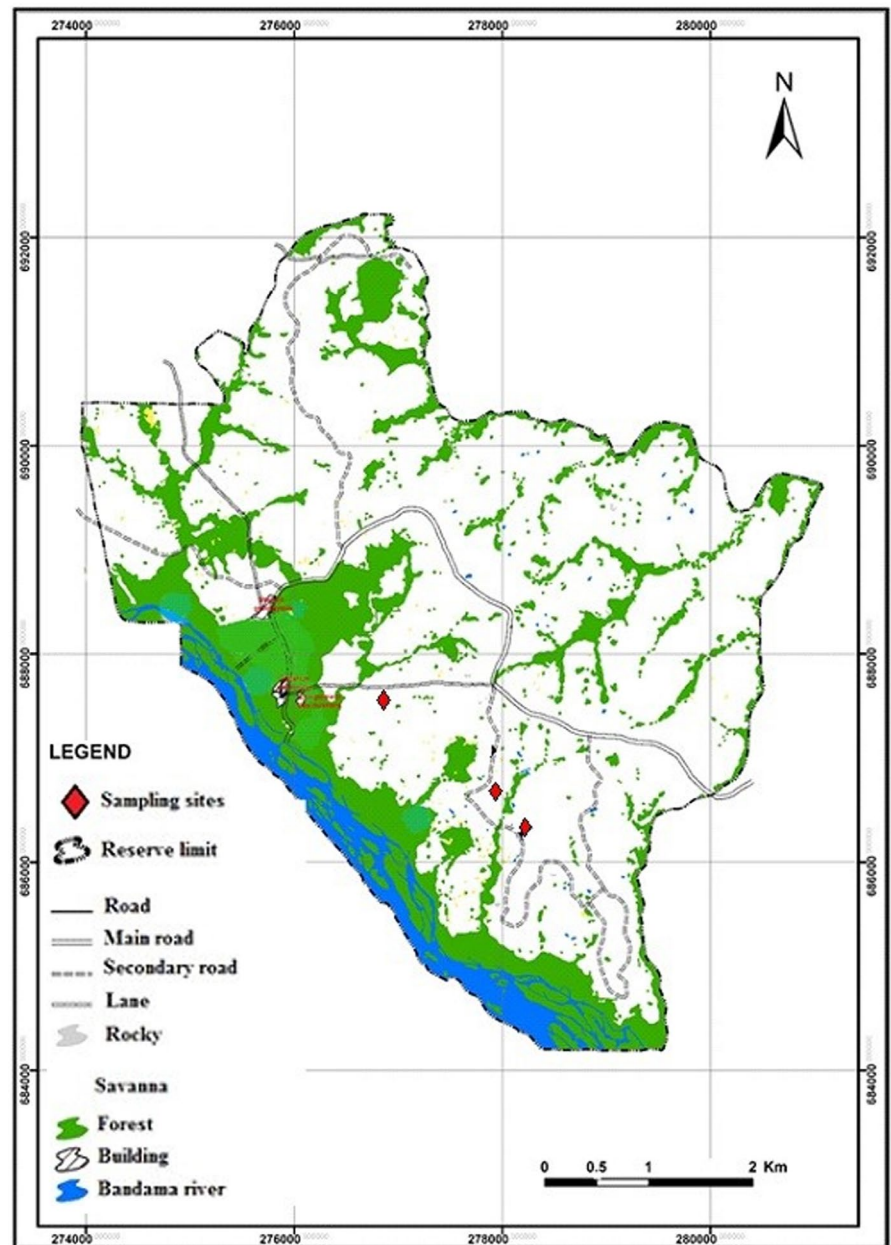 274000 276000 278000 280000
N
692000 692000
690000 690000
688000 688000
686000 686000
684000 684000
LEGEND
Sampling sites
Reserve limit
Road
Main road
Secondary road
Lane
Rocky
Savanna
Forest
Building
Bandama river
0 0.5 1 2 Km
274000 276000 278000 280000